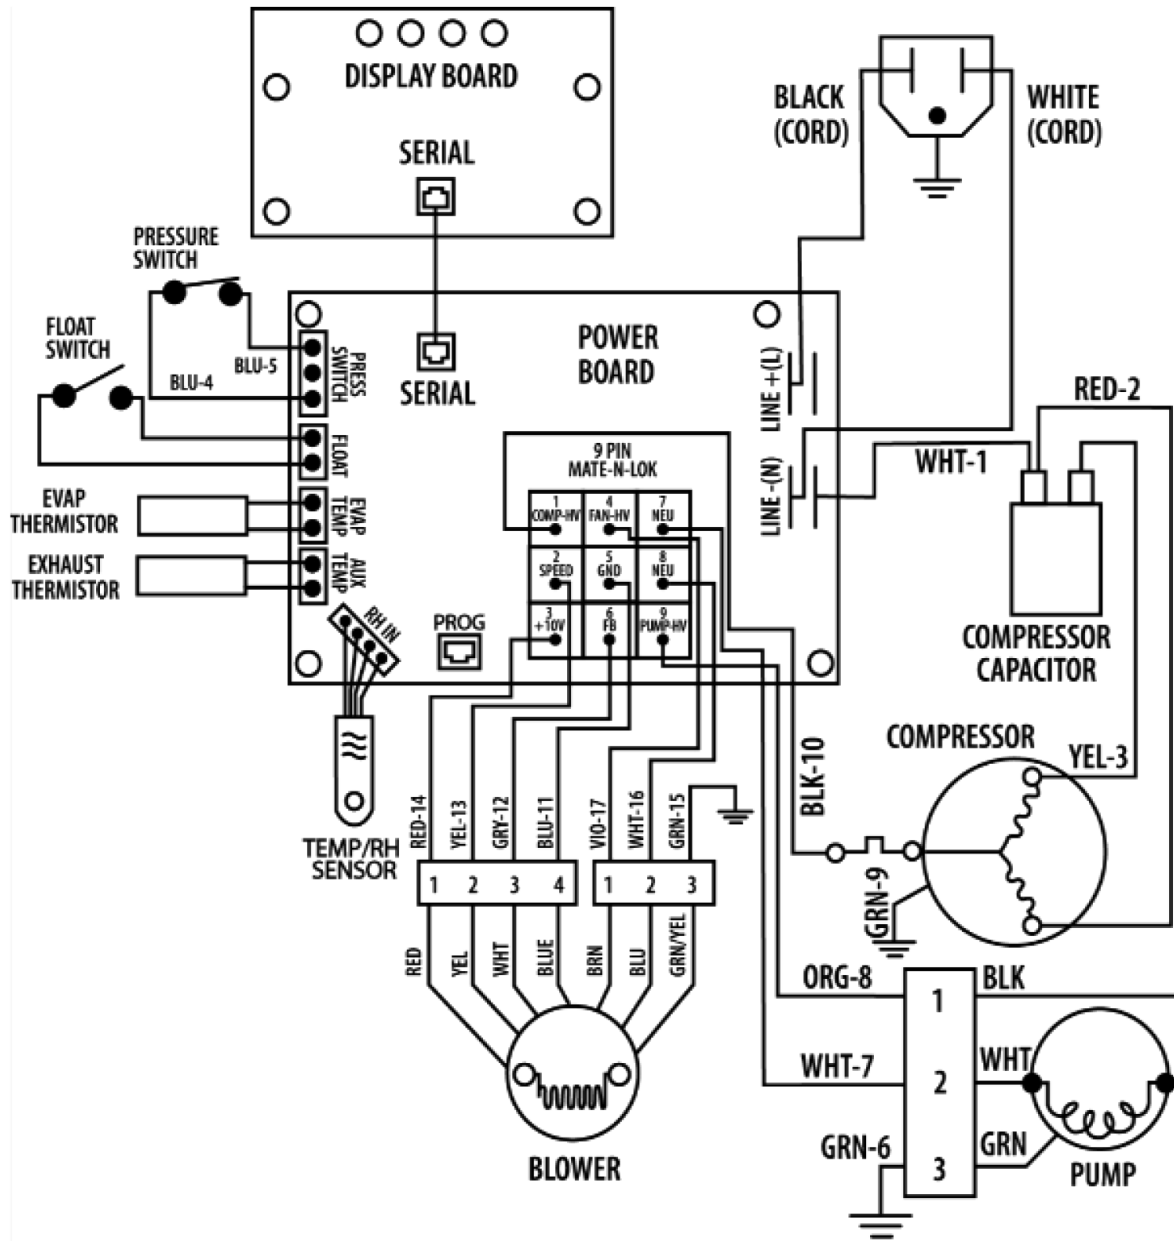 DISPLAY BOARD
SERIAL
BLACK
(CORD)
WHITE
(CORD)
PRESSURE
SWITCH
FLOAT
SWITCH
BLU-5
BLU-4
PRESS
SWITCH
FLOAT
EVAP
TEMP
AUX
TEMP
RH IN
SERIAL
POWER
BOARD
LINE +(L)
LINE -(N)
EVAP
THERMISTOR
EXHAUST
THERMISTOR
PROG
9 PIN
MATE-N-LOK
1
COMP-HV
4
FAN-HV
7
NEU
2
SPEED
5
GND
8
NEU
3
+10V
6
FB
9
PUMP-HV
RED-2
WHT-1
COMPRESSOR
CAPACITOR
COMPRESSOR
YEL-3
BLK-10
GRN-9
TEMP/RH
SENSOR
RED-14
YEL-13
GRY-12
BLU-11
VIO-17
WHT-16
GRN-15
1 2 3 4
1 2 3
RED
YEL
WHT
BLUE
BRN
BLU
GRN/YEL
BLOWER
ORG-8
WHT-7
GRN-6
1
2
3
BLK
WHT
GRN
PUMP